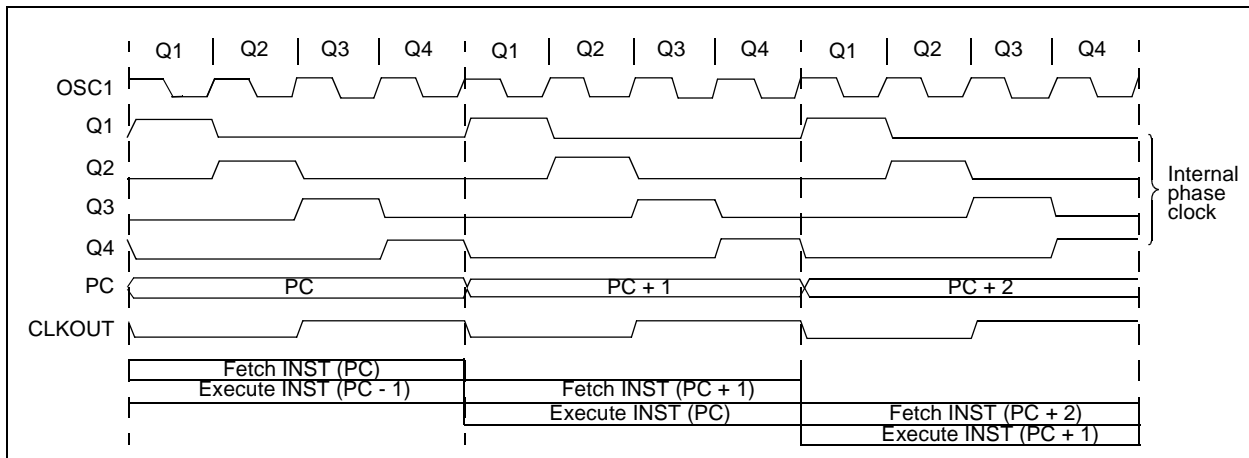 Q1 Q2 Q3 Q4 Q1 Q2 Q3 Q4 Q1 Q2 Q3 Q4
OSC1
Q1
Q2
Q3
Q4
Internal
phase
clock
PC PC PC + 1 PC + 2
CLKOUT
Fetch INST (PC)
Execute INST (PC - 1) Fetch INST (PC + 1)
Execute INST (PC) Fetch INST (PC + 2)
Execute INST (PC + 1)